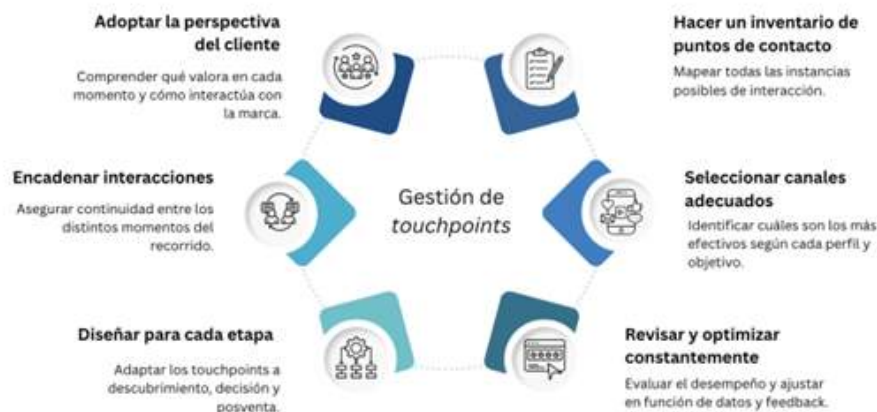 Adoptar la perspectiva
del cliente
Comprender qué valora en cada
momento y cómo interactúa con
la marca.
Hacer un inventario de
puntos de contacto
Mapear todas las instancias
posibles de interacción.
Encadenar interacciones
Asegurar continuidad entre los
distintos momentos del
recorrido.
Gestión de
touchpoints
Seleccionar canales
adecuados
Identificar cuáles son los más
efectivos según cada perfil y
objetivo.
Diseñar para cada etapa
Adaptar los touchpoints a
descubrimiento, decisión y
posventa.
Revisar y optimizar
constantemente
Evaluar el desempeño y ajustar
en función de datos y feedback.